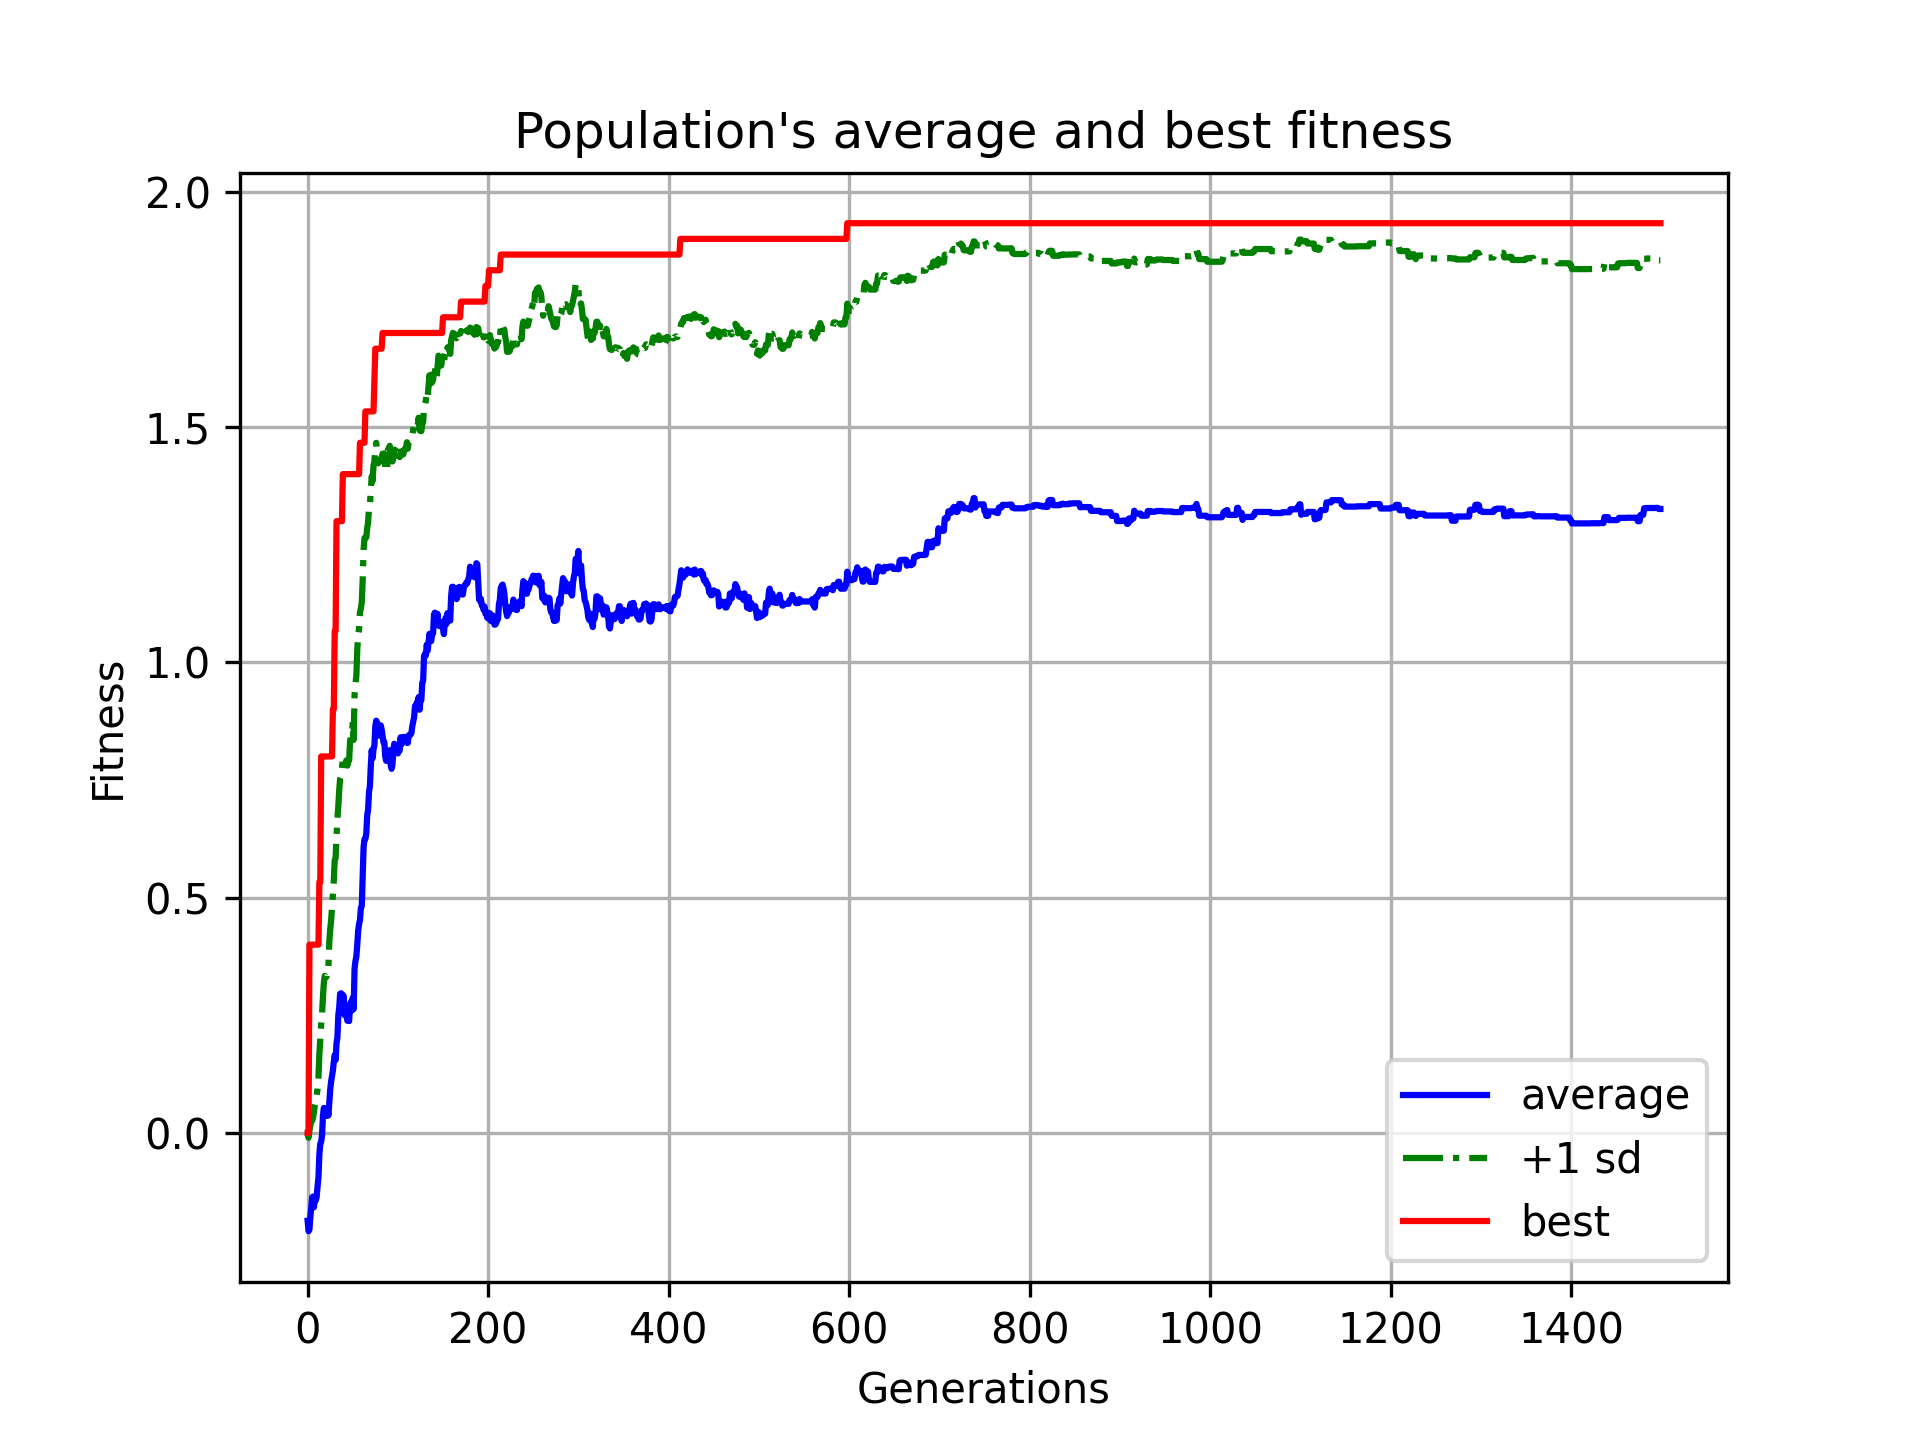 Population's average and best fitness
2.0
1.5
1.0
0.5
0.0
Fitness
0 200 400 600 800 1000 1200 1400
Generations
average
+1 sd
best